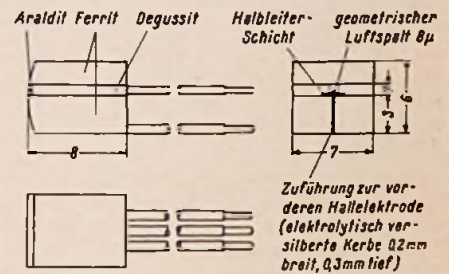 Araldit Ferrit Degussit
Halbleiter-
Schicht
geometrischer
Luftspalt 8µ
8
3
6
7
Zuführung zur vor-
deren Hallelektrode
(elektrolytisch ver-
silberte Kerbe 0,2mm
breit, 0,3mm tief)